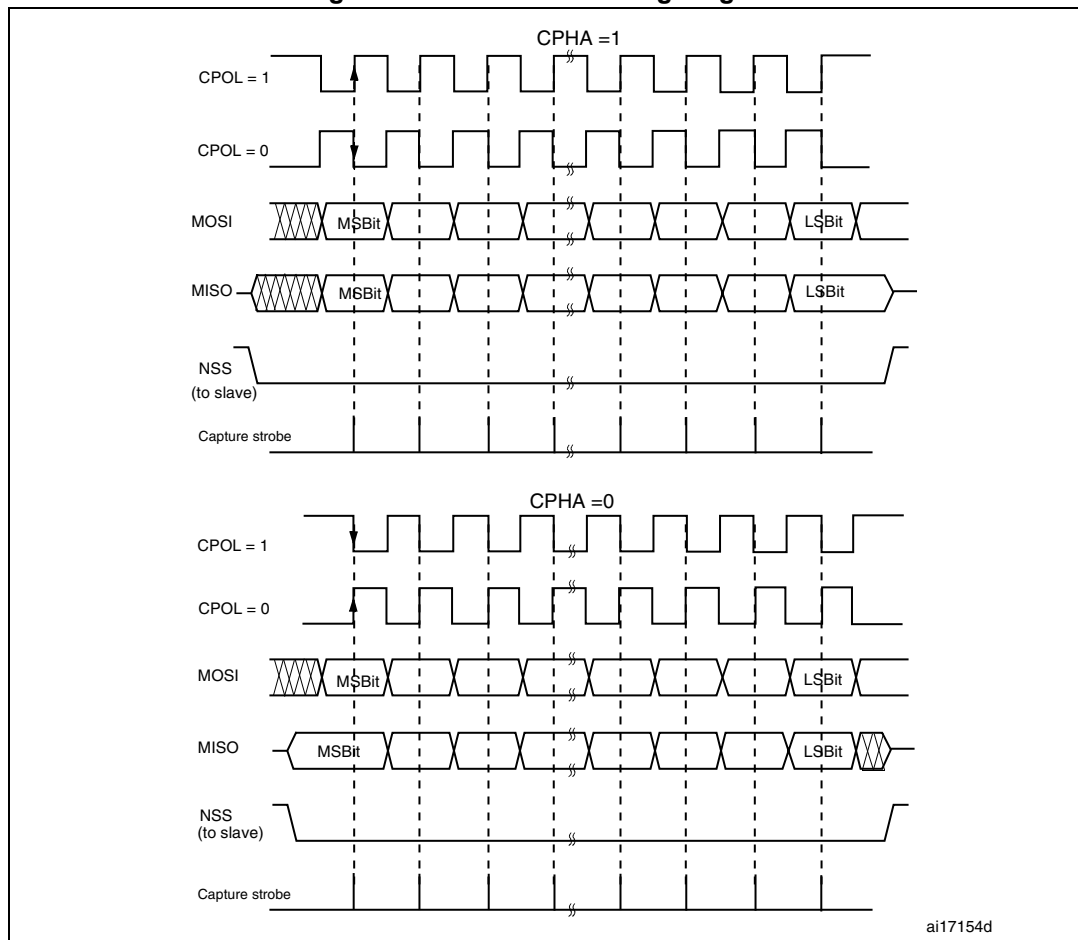 CPHA =1
CPOL = 1
CPOL = 0
MOSI
MSBit
LSBit
MISO
MSBit
LSBit
NSS
(to slave)
Capture strobe
CPHA =0
CPOL = 1
CPOL = 0
MOSI
MSBit
LSBit
MISO
MSBit
LSBit
NSS
(to slave)
Capture strobe
ai17154d